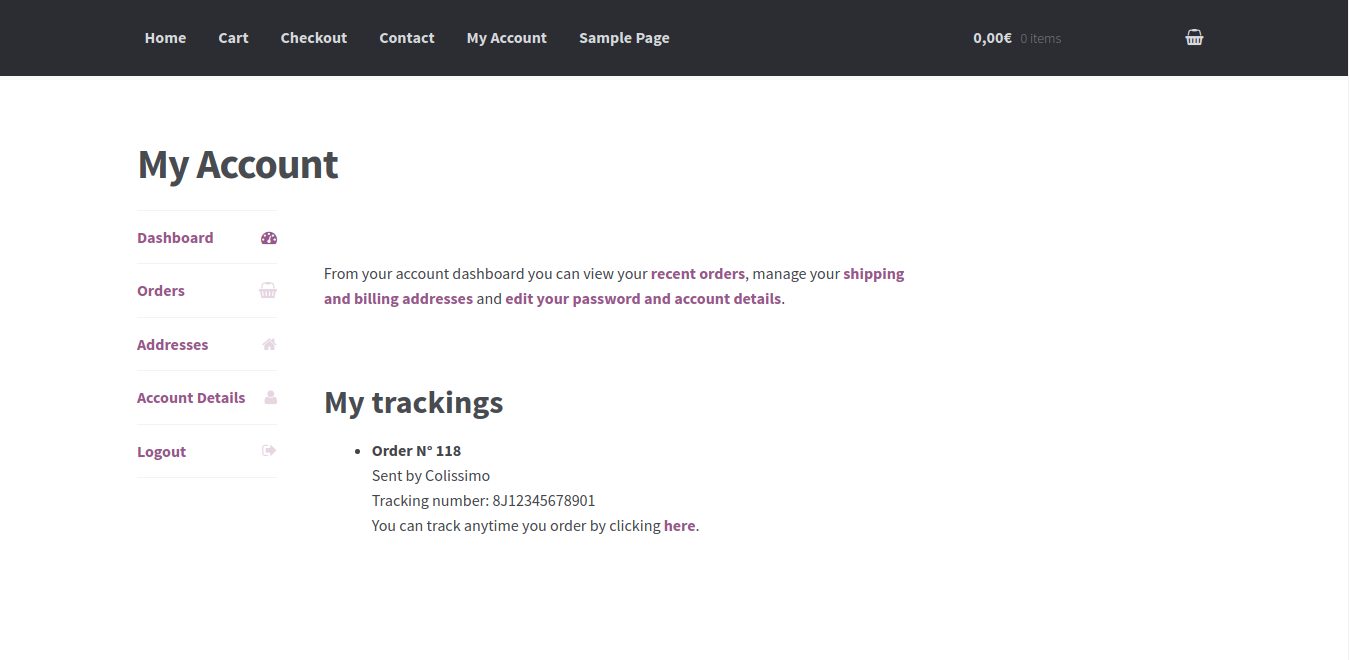 Home Cart Checkout Contact My Account Sample Page 0,00€ 0 items
My Account
Dashboard
Orders
Addresses
Account Details
Logout
From your account dashboard you can view your recent orders, manage your shipping
and billing addresses and edit your password and account details.
My trackings
Order N° 118
Sent by Colissimo
Tracking number: 8J12345678901
You can track anytime you order by clicking here.